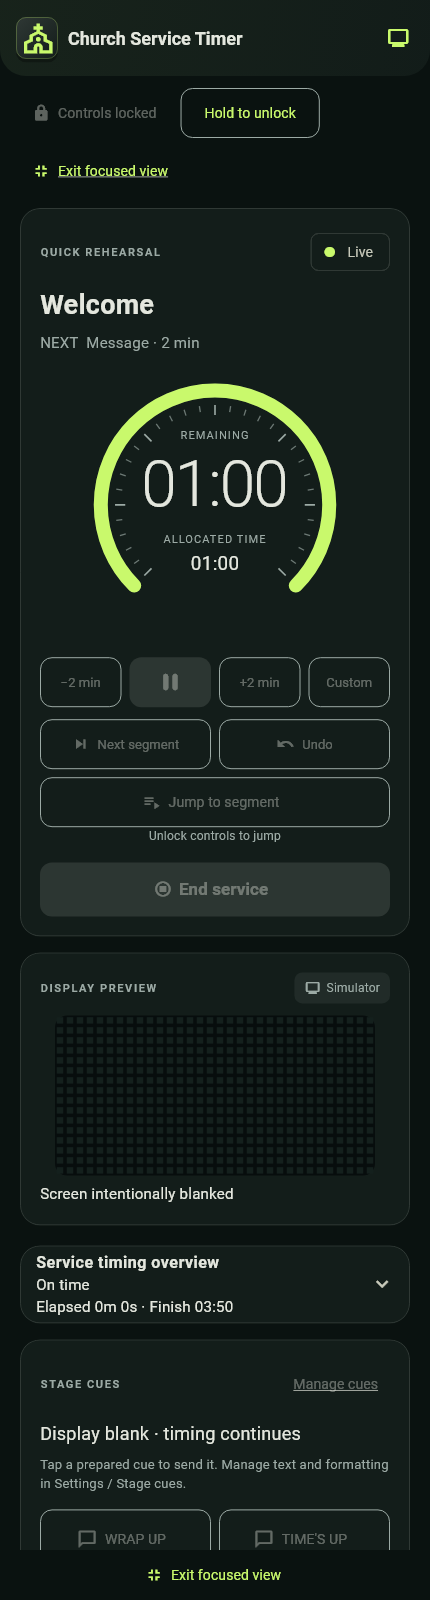 Church Service Timer
Controls locked
Hold to unlock
Exit focused view
QUICK REHEARSAL
Live
Welcome
NEXT Message · 2 min
REMAINING
01:00
ALLOCATED TIME
01:00
−2 min
+2 min
Custom
Next segment
Undo
Jump to segment
Unlock controls to jump
End service
DISPLAY PREVIEW
Simulator
Screen intentionally blanked
Service timing overview
On time
Elapsed 0m 0s · Finish 03:50
STAGE CUES
Manage cues
Display blank · timing continues
Tap a prepared cue to send it. Manage text and formatting
in Settings / Stage cues.
WRAP UP
TIME'S UP
Exit focused view